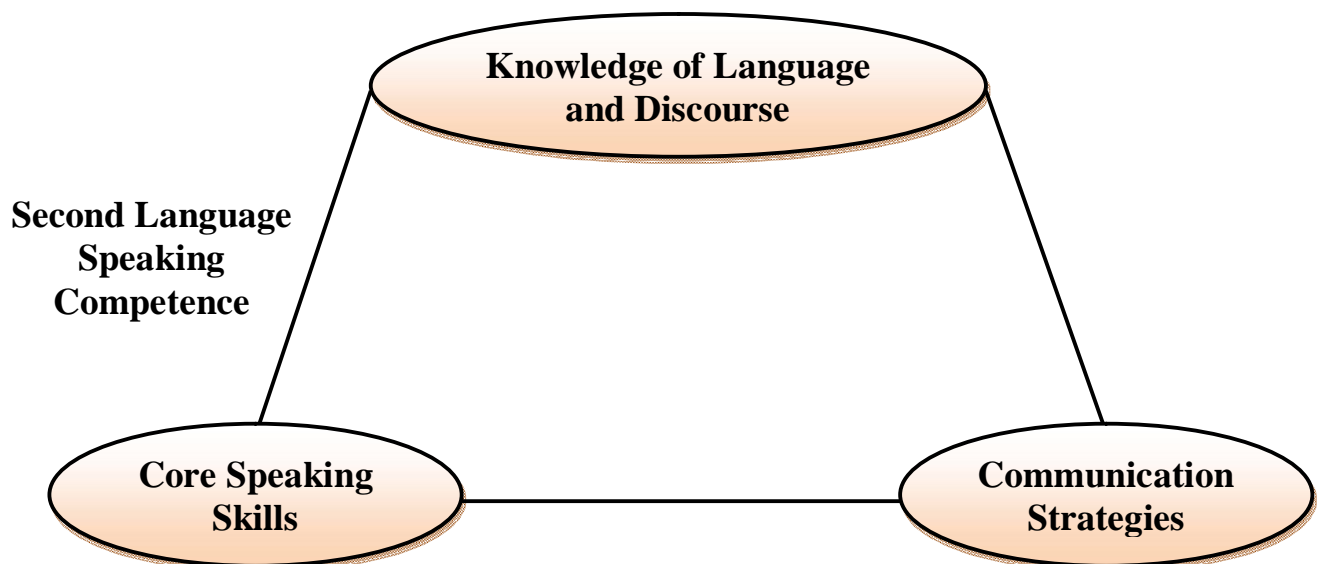 Knowledge of Language
and Discourse
Second Language
Speaking
Competence
Core Speaking
Skills
Communication
Strategies